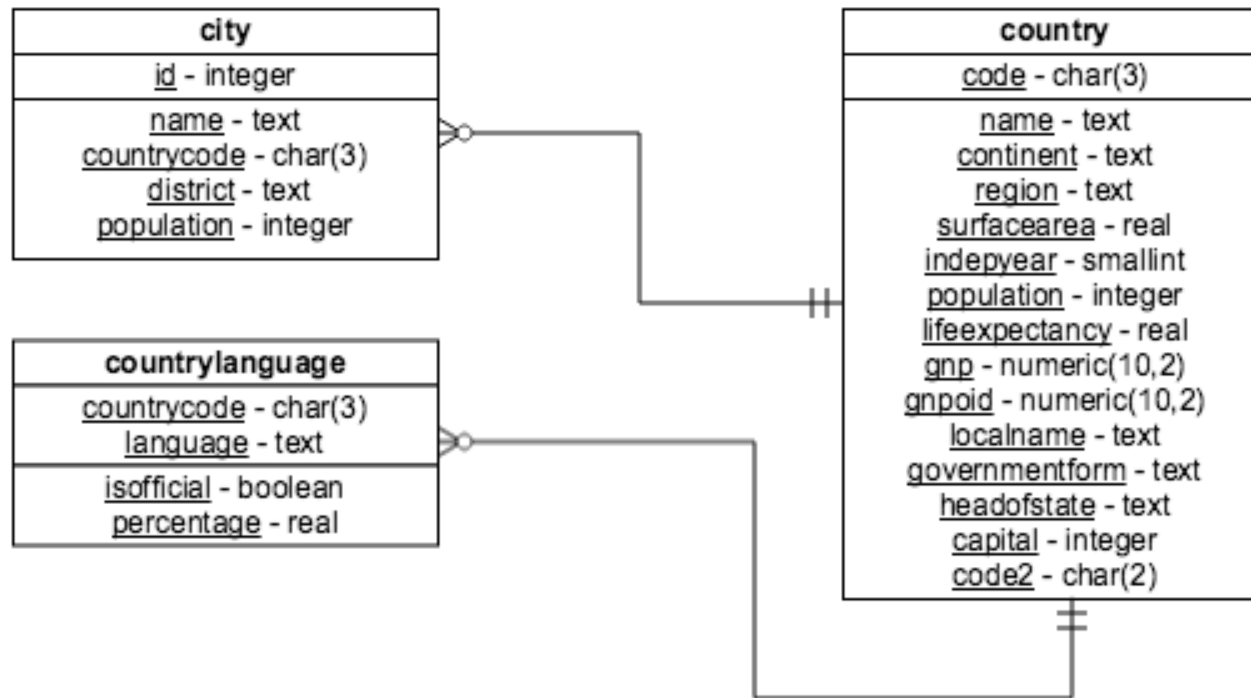 city
id - integer
name - text
countrycode - char(3)
district - text
population - integer
countrylanguage
countrycode - char(3)
language - text
isofficial - boolean
percentage - real
country
code - char(3)
name - text
continent - text
region - text
surfacearea - real
indepyear - smallint
population - integer
lifeexpectancy - real
gnp - numeric(10,2)
gnpoid - numeric(10,2)
localname - text
governmentform - text
headofstate - text
capital - integer
code2 - char(2)